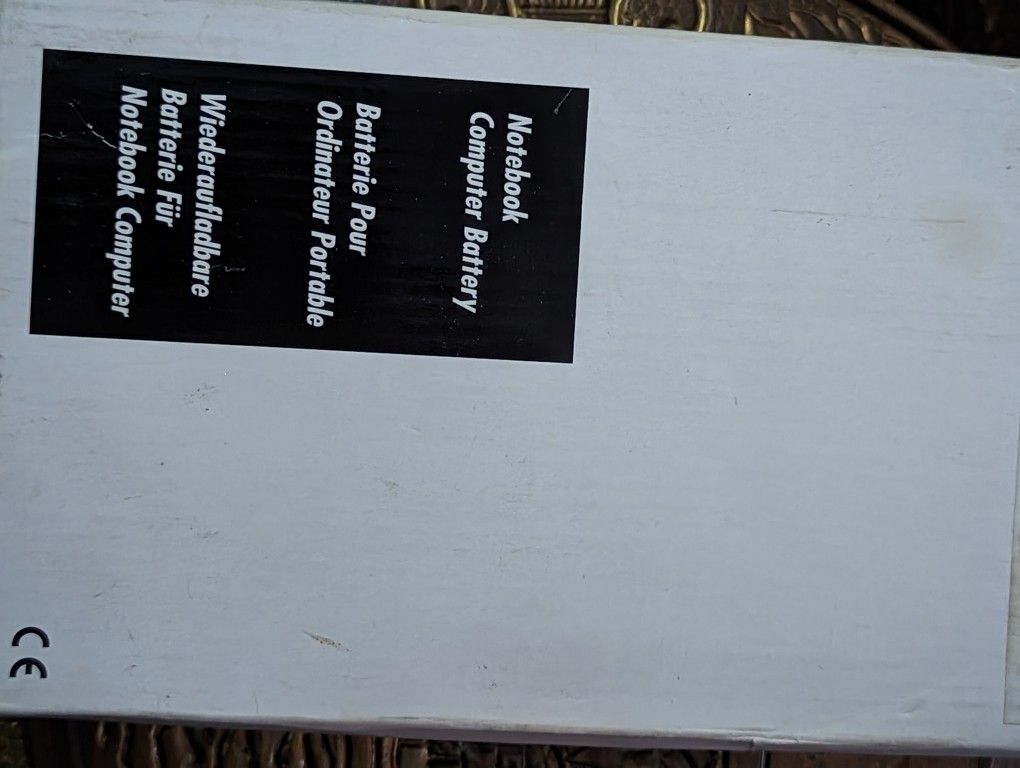 Notebook
Computer Battery
Batterie Pour
Ordinateur Portable
Wiederaufladbare
Batterie Für
Notebook Computer
CE